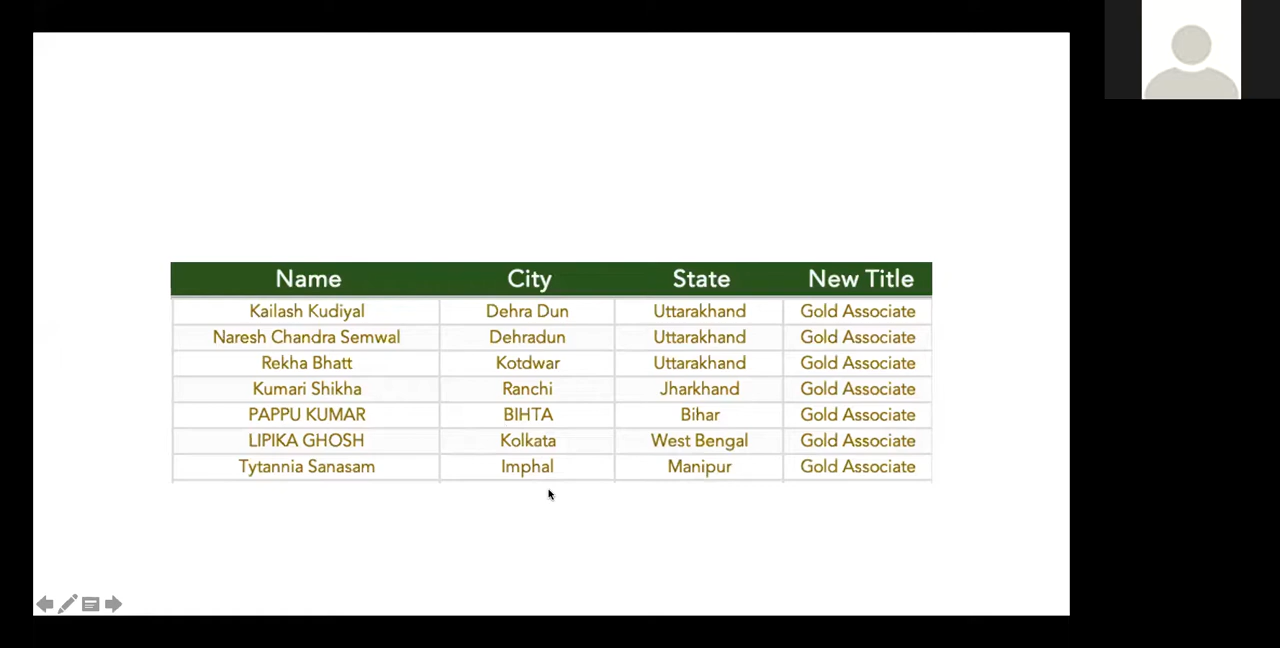 Name City State New Title
Kailash Kudiyal Dehra Dun Uttarakhand Gold Associate
Naresh Chandra Semwal Dehradun Uttarakhand Gold Associate
Rekha Bhatt Kotdwar Uttarakhand Gold Associate
Kumari Shikha Ranchi Jharkhand Gold Associate
PAPPU KUMAR BIHTA Bihar Gold Associate
LIPIKA GHOSH Kolkata West Bengal Gold Associate
Tytannia Sanasam Imphal Manipur Gold Associate